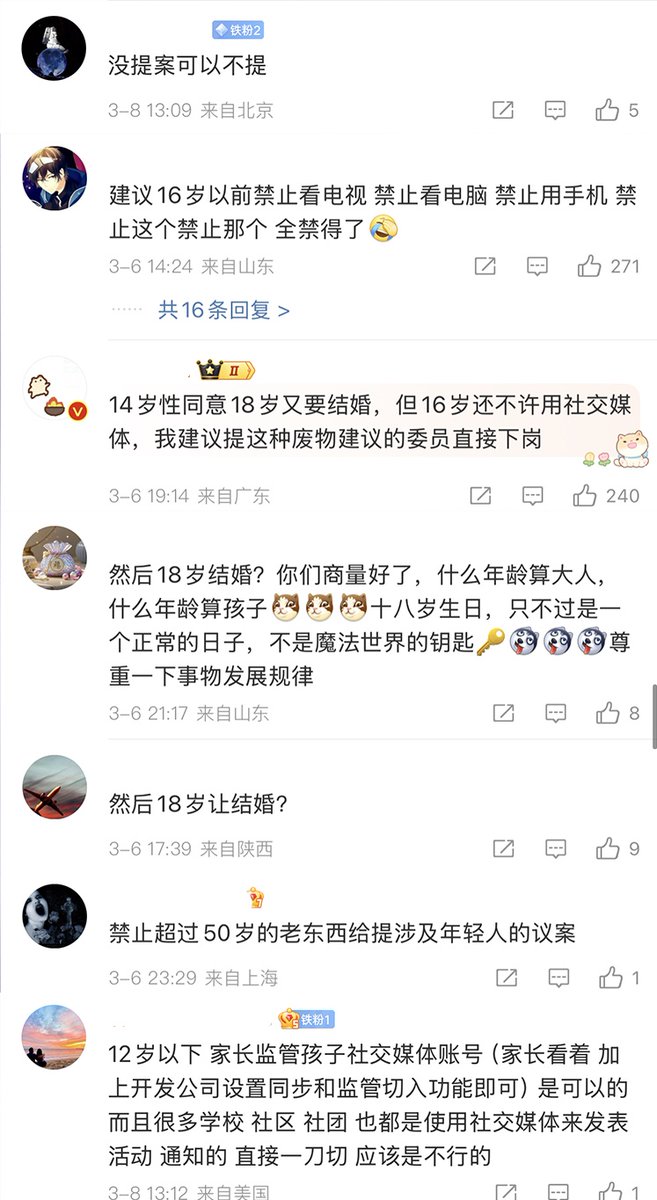 铁粉2
没提案可以不提
3-8 13:09 来自北京
5
建议16岁以前禁止看电视 禁止看电脑 禁止用手机 禁
止这个禁止那个 全禁得了🤣
3-6 14:24 来自山东
271
······ 共16条回复 >
II
V
14岁性同意18岁又要结婚，但16岁还不许用社交媒
体，我建议提这种废物建议的委员直接下岗
3-6 19:14 来自广东
240
然后18岁结婚？你们商量好了，什么年龄算大人，
什么年龄算孩子🐱🐱🐱十八岁生日，只不过是一
个正常的日子，不是魔法世界的钥匙🔑🐶🐶🐶尊
重一下事物发展规律
3-6 21:17 来自山东
8
然后18岁让结婚？
3-6 17:39 来自陕西
9
禁止超过50岁的老东西给提涉及年轻人的议案
3-6 23:29 来自上海
1
铁粉1
12岁以下 家长监管孩子社交媒体账号（家长看着 加
上开发公司设置同步和监管切入功能即可）是可以的
而且很多学校 社区 社团 也都是使用社交媒体来发表
活动 通知的 直接一刀切 应该是不行的
3-8 13:12 来自美国
1